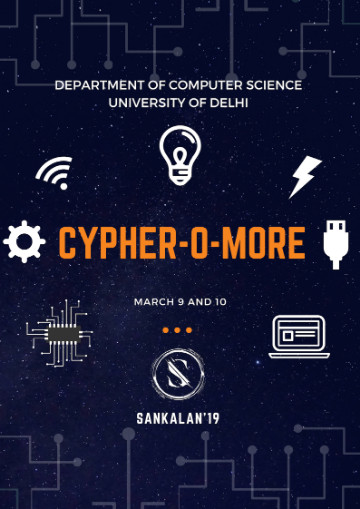 DEPARTMENT OF COMPUTER SCIENCE
UNIVERSITY OF DELHI
CYPHER-O-MORE
MARCH 9 AND 10
S
SANKALAN'19